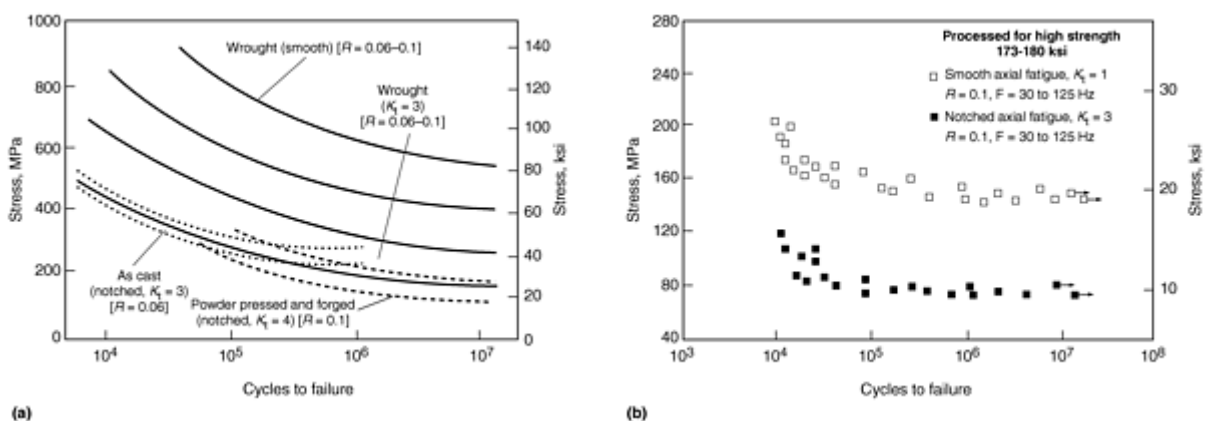 1000
800
600
400
200
0
Stress, MPa
140
120
100
80
60
40
20
0
Stress, ksi
Wrought (smooth) [R = 0.06–0.1]
Wrought
(Kt = 3)
[R = 0.06–0.1]
As cast
(notched, Kt = 3)
[R = 0.06]
Powder pressed and forged
(notched, Kt = 4) [R = 0.1]
10⁴
10⁵
10⁶
10⁷
Cycles to failure
(a)
280
240
200
160
120
80
40
Stress, MPa
Processed for high strength
173-180 ksi
Smooth axial fatigue, Kt = 1
R = 0.1, F = 30 to 125 Hz
Notched axial fatigue, Kt = 3
R = 0.1, F = 30 to 125 Hz
30
20
10
Stress, ksi
10³
10⁴
10⁵
10⁶
10⁷
10⁸
Cycles to failure
(b)